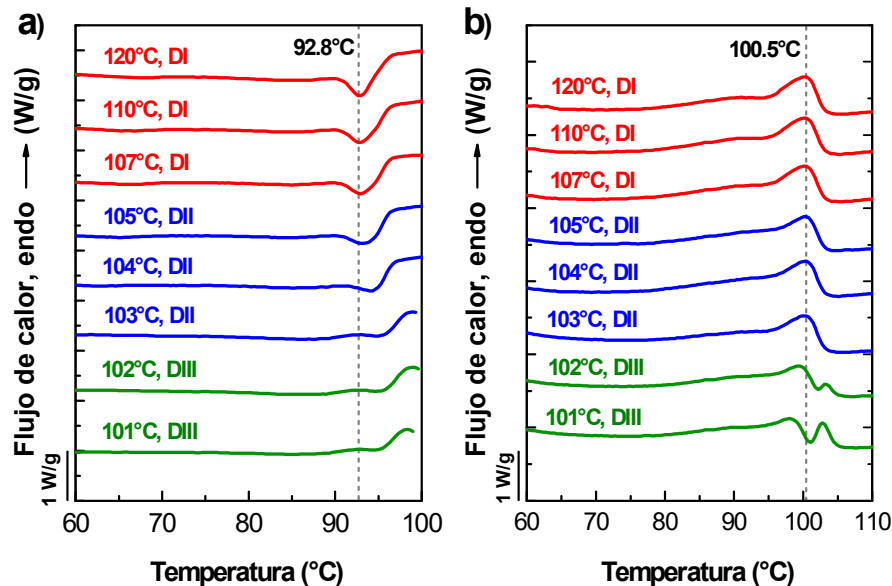 a)
92.8°C
120°C, DI
110°C, DI
107°C, DI
105°C, DII
104°C, DII
103°C, DII
102°C, DIII
101°C, DIII
Flujo de calor, endo → (W/g)
1 W/g
60 70 80 90 100
Temperatura (°C)
b)
100.5°C
120°C, DI
110°C, DI
107°C, DI
105°C, DII
104°C, DII
103°C, DII
102°C, DIII
101°C, DIII
Flujo de calor, endo → (W/g)
1 W/g
60 70 80 90 100 110
Temperatura (°C)